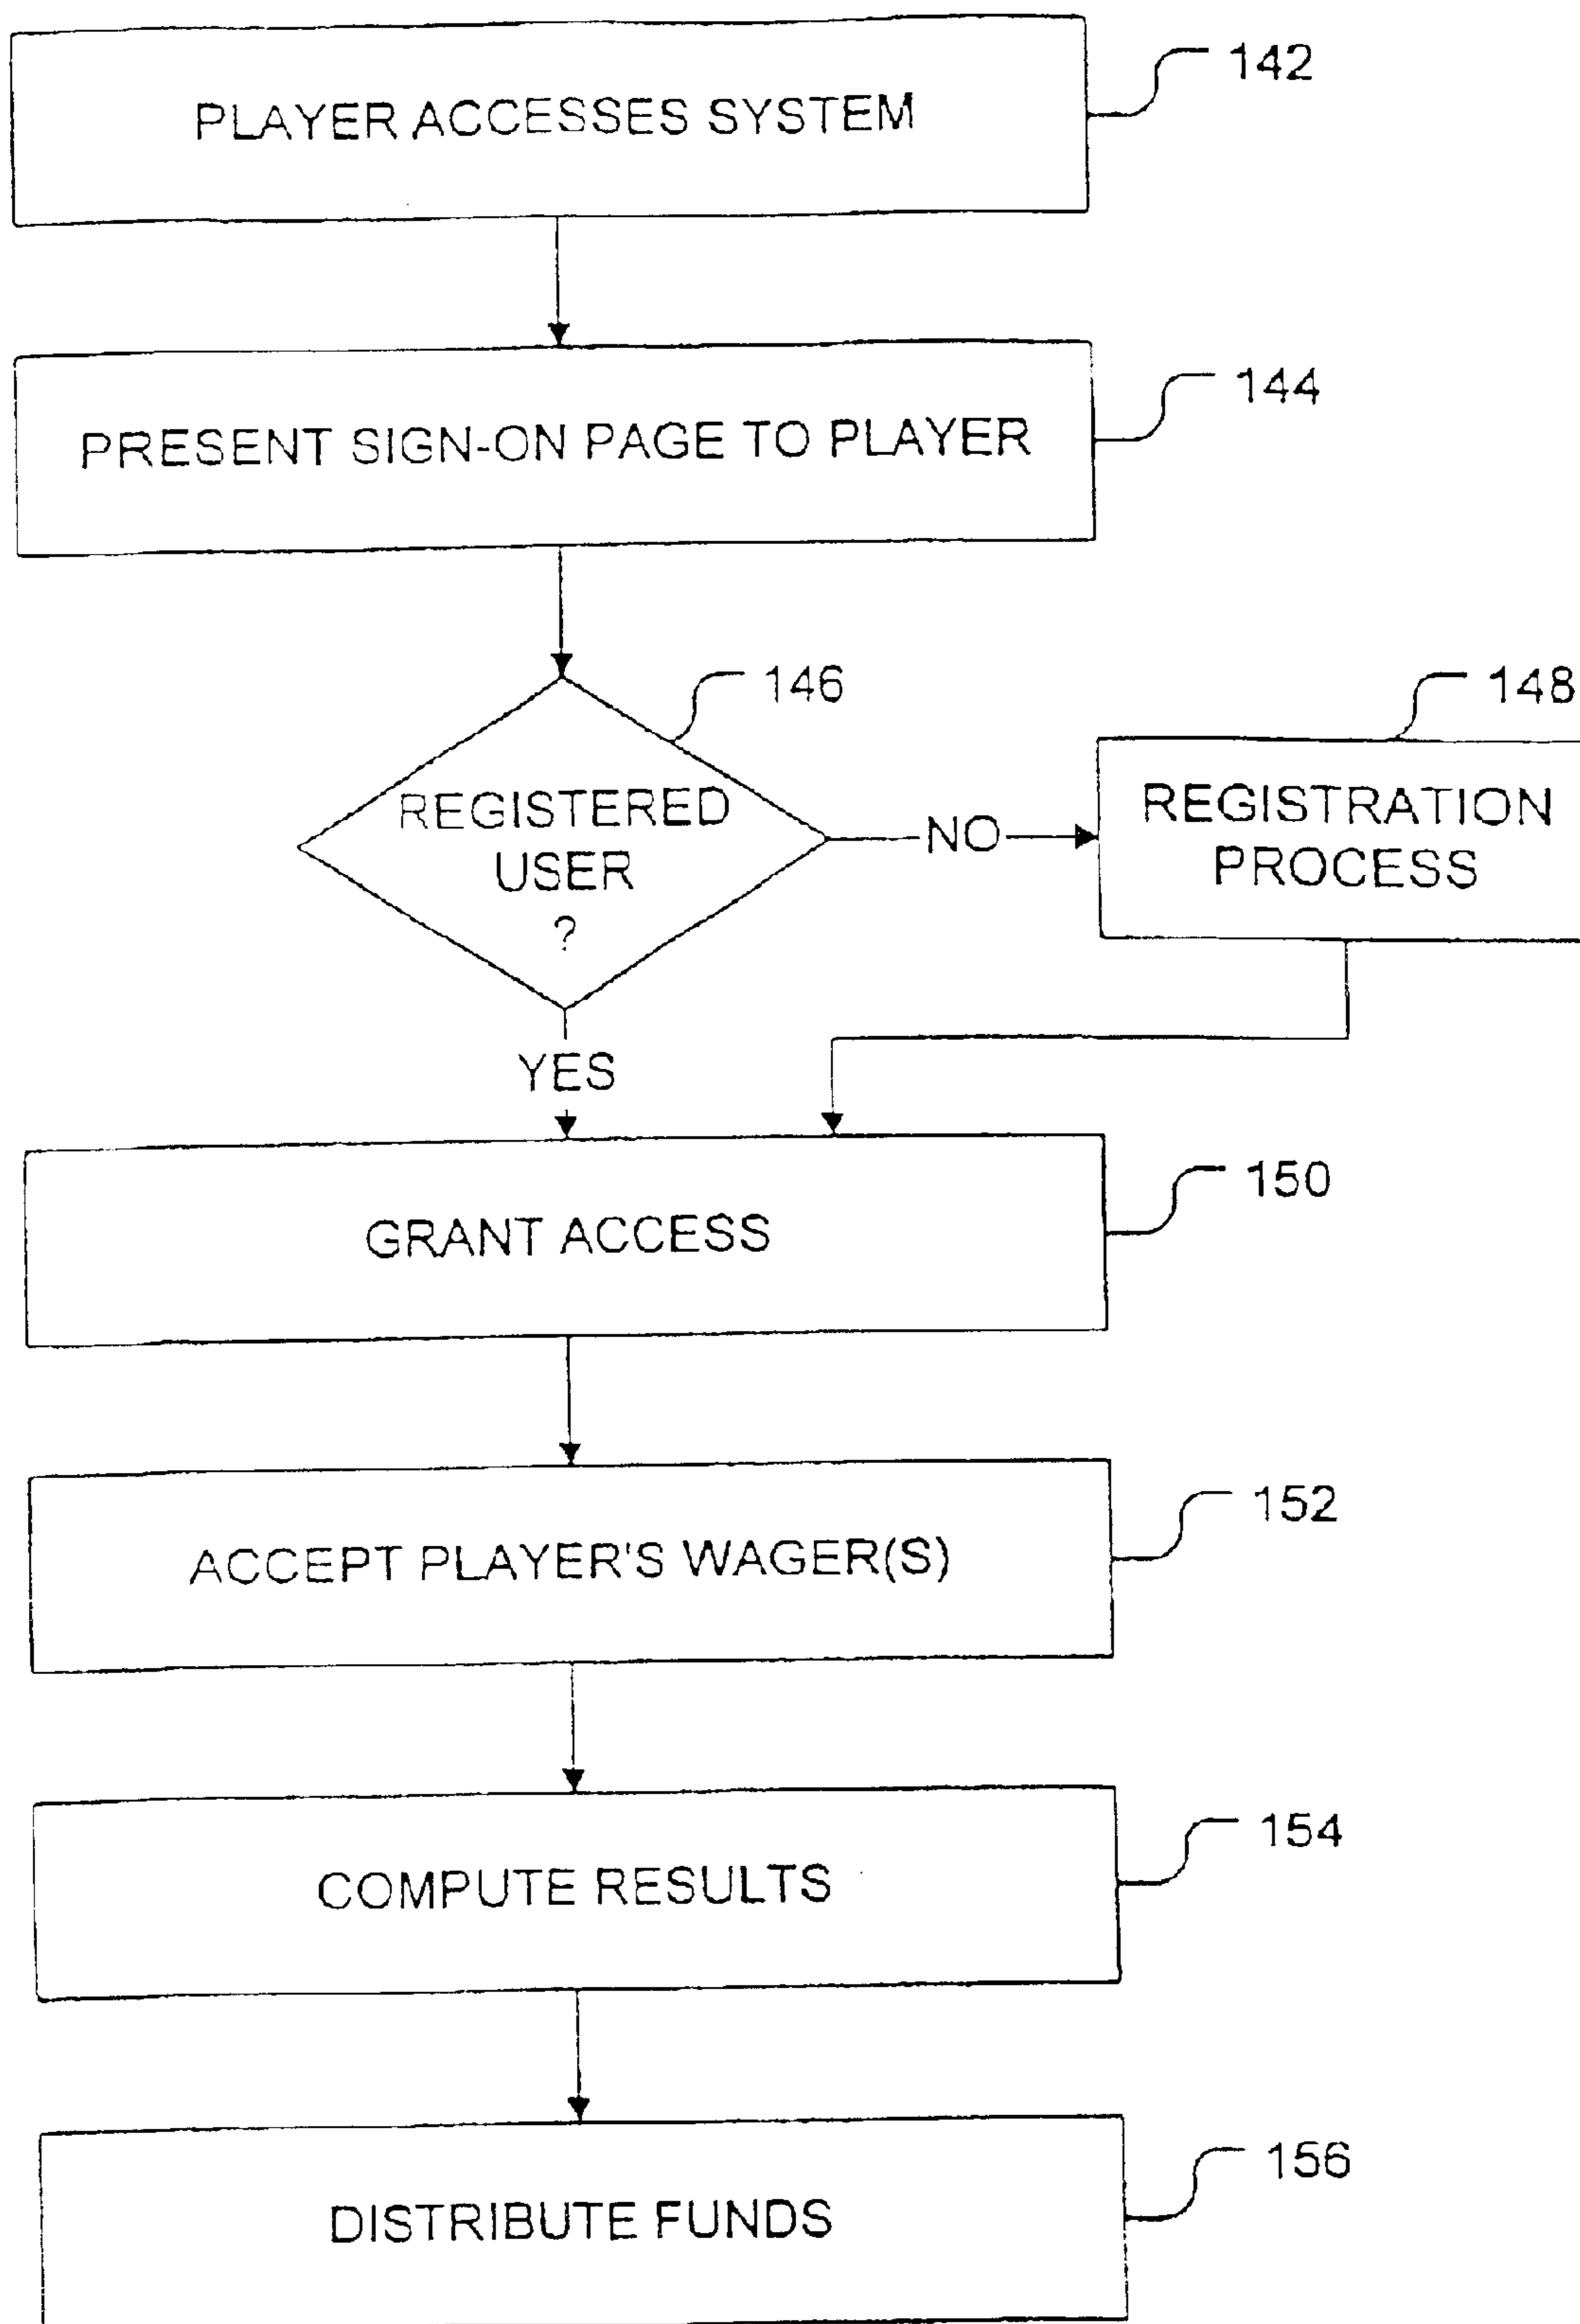 142
PLAYER ACCESSES SYSTEM
144
PRESENT SIGN-ON PAGE TO PLAYER
146
148
REGISTERED
USER
?
NO
REGISTRATION
PROCESS
YES
150
GRANT ACCESS
152
ACCEPT PLAYER'S WAGER(S)
154
COMPUTE RESULTS
156
DISTRIBUTE FUNDS